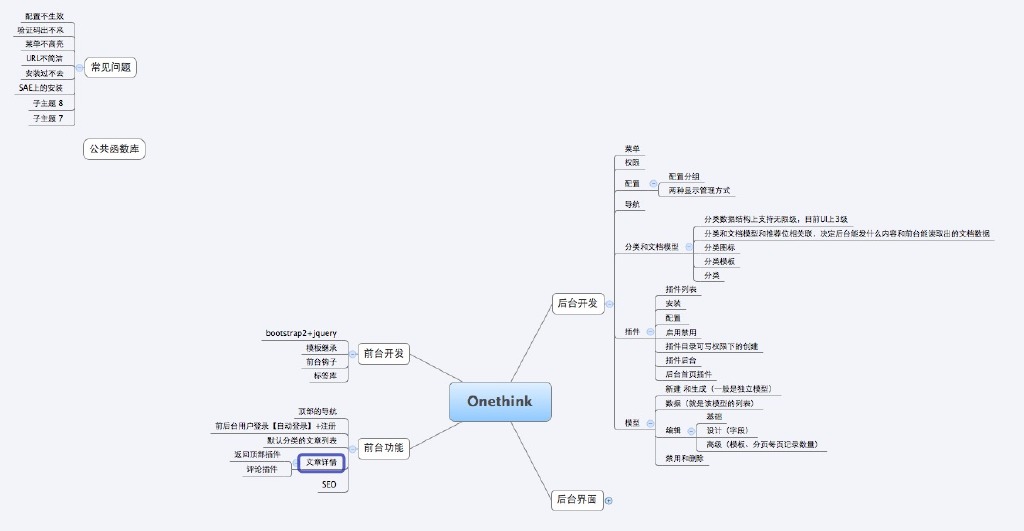 配置不生效
验证码出不来
菜单不高亮
URL不简洁
安装过不去
SAE上的安装
子主题 8
子主题 7
常见问题
公共函数库
菜单
权限
配置
配置分组
两种显示管理方式
导航
分类和文档模型
分类数据结构上支持无限级，目前UI上3级
分类和文档模型和推荐位相关联，决定后台能发什么内容和前台能读取出的文档数据
分类图标
分类模板
分类
后台开发
插件
插件列表
安装
配置
启用禁用
插件目录可写权限下的创建
插件后台
后台首页插件
模型
新建 和生成（一般是独立模型）
数据（就是该模型的列表）
编辑
基础
设计（字段）
高级（模板、分页每页记录数量）
禁用和删除
bootstrap2+jquery
模板继承
前台钩子
标签库
前台开发
Onethink
顶部的导航
前后台用户登录【自动登录】+注册
默认分类的文章列表
返回顶部插件
评论插件
文章详情
SEO
前台功能
后台界面